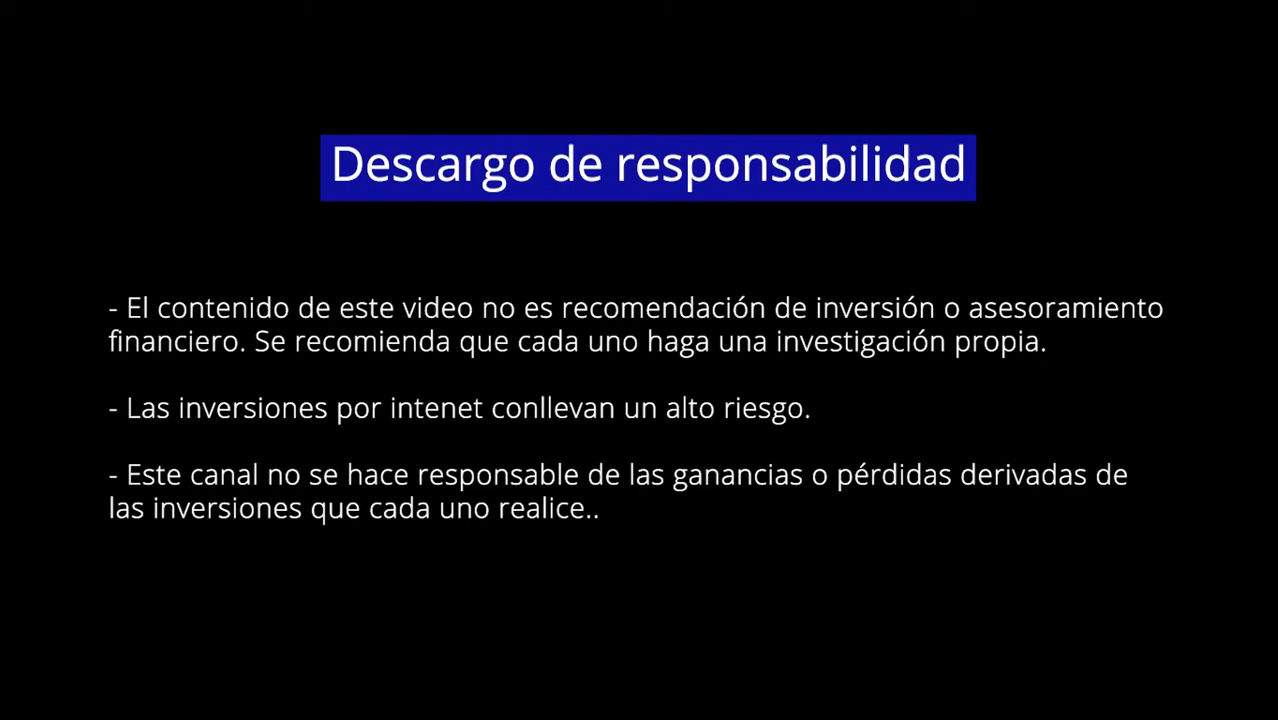 Descargo de responsabilidad
- El contenido de este video no es recomendación de inversión o asesoramiento
financiero. Se recomienda que cada uno haga una investigación propia.
- Las inversiones por intenet conllevan un alto riesgo.
- Este canal no se hace responsable de las ganancias o pérdidas derivadas de
las inversiones que cada uno realice..